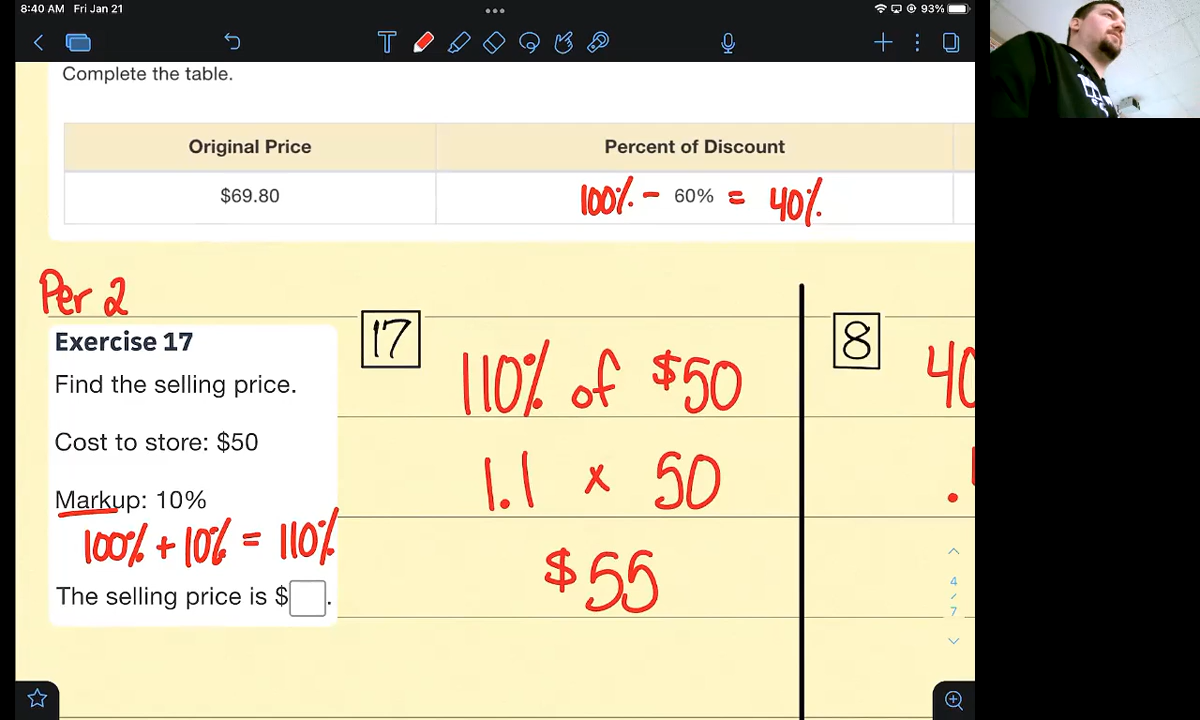 8:40 AM Fri Jan 21
93%
Complete the table.
Original Price Percent of Discount
$69.80 100% - 60% = 40%
Per 2
Exercise 17
Find the selling price.
Cost to store: $50
Markup: 10%
100% + 10% = 110%
The selling price is $ .
17
110% of $50
1.1 x 50
$55
8
40
.
4
/
7